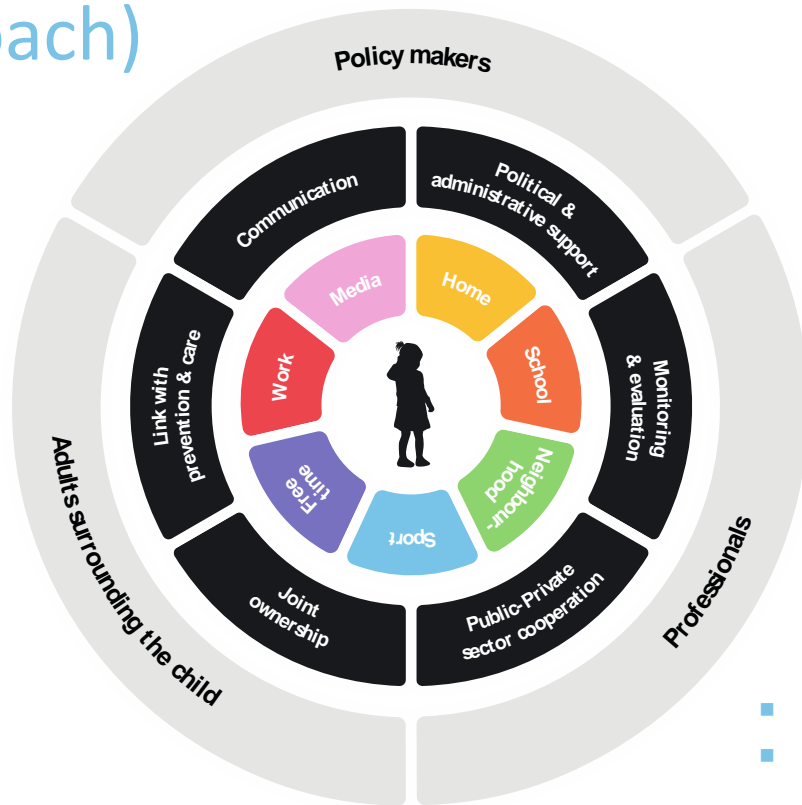 oach)
Policy makers
Communication
Political &
administrative support
Media
Home
Work
School
Link with
prevention & care
Monitoring
& evaluation
Free
time
Neighbour-
hood
Sport
Joint
ownership
Public-Private
sector cooperation
Adults surrounding the child
Professionals